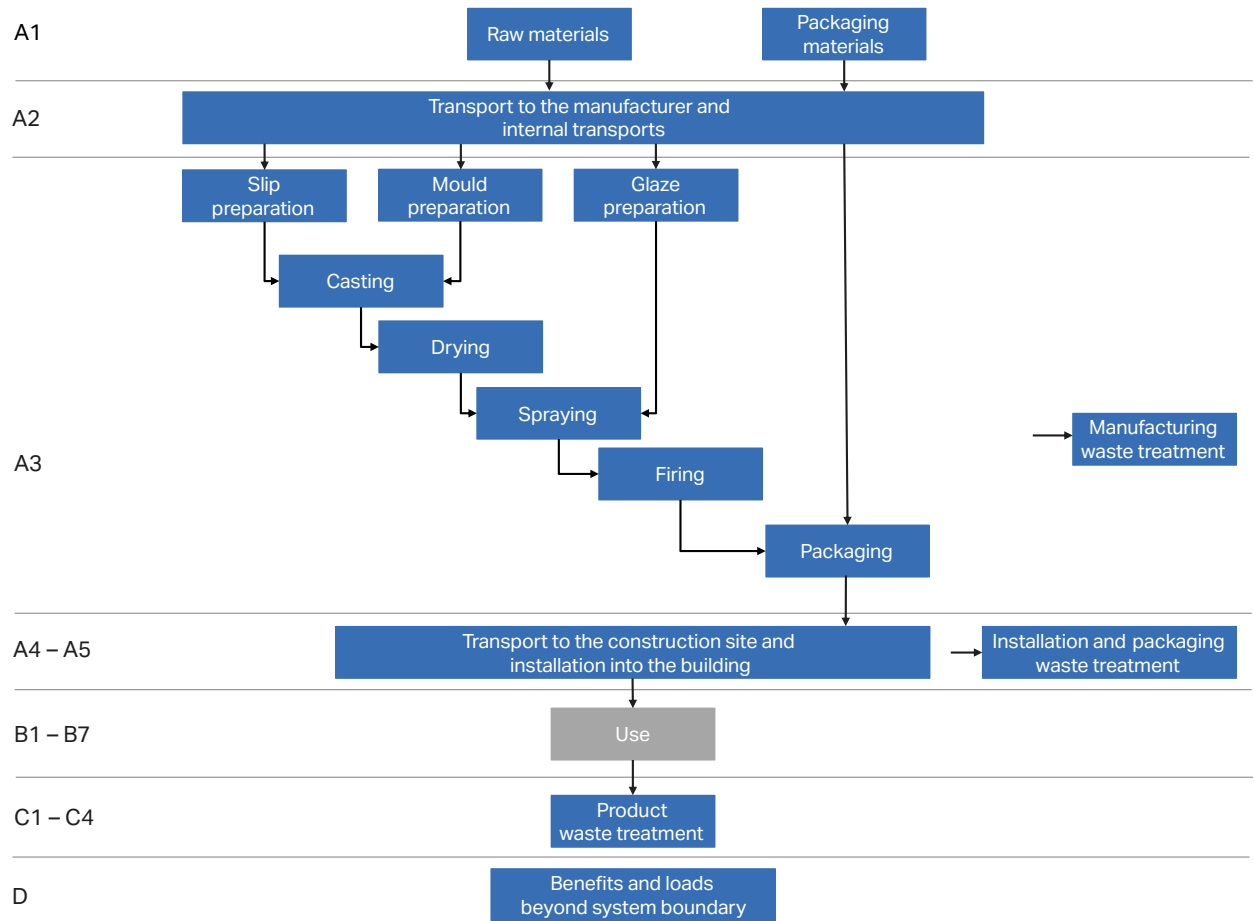 A1
Raw materials
Packaging
materials
A2
Transport to the manufacturer and
internal transports
A3
Slip
preparation
Mould
preparation
Glaze
preparation
Casting
Drying
Spraying
Manufacturing
waste treatment
Firing
Packaging
A4 – A5
Transport to the construction site and
installation into the building
Installation and packaging
waste treatment
B1 – B7
Use
C1 – C4
Product
waste treatment
D
Benefits and loads
beyond system boundary